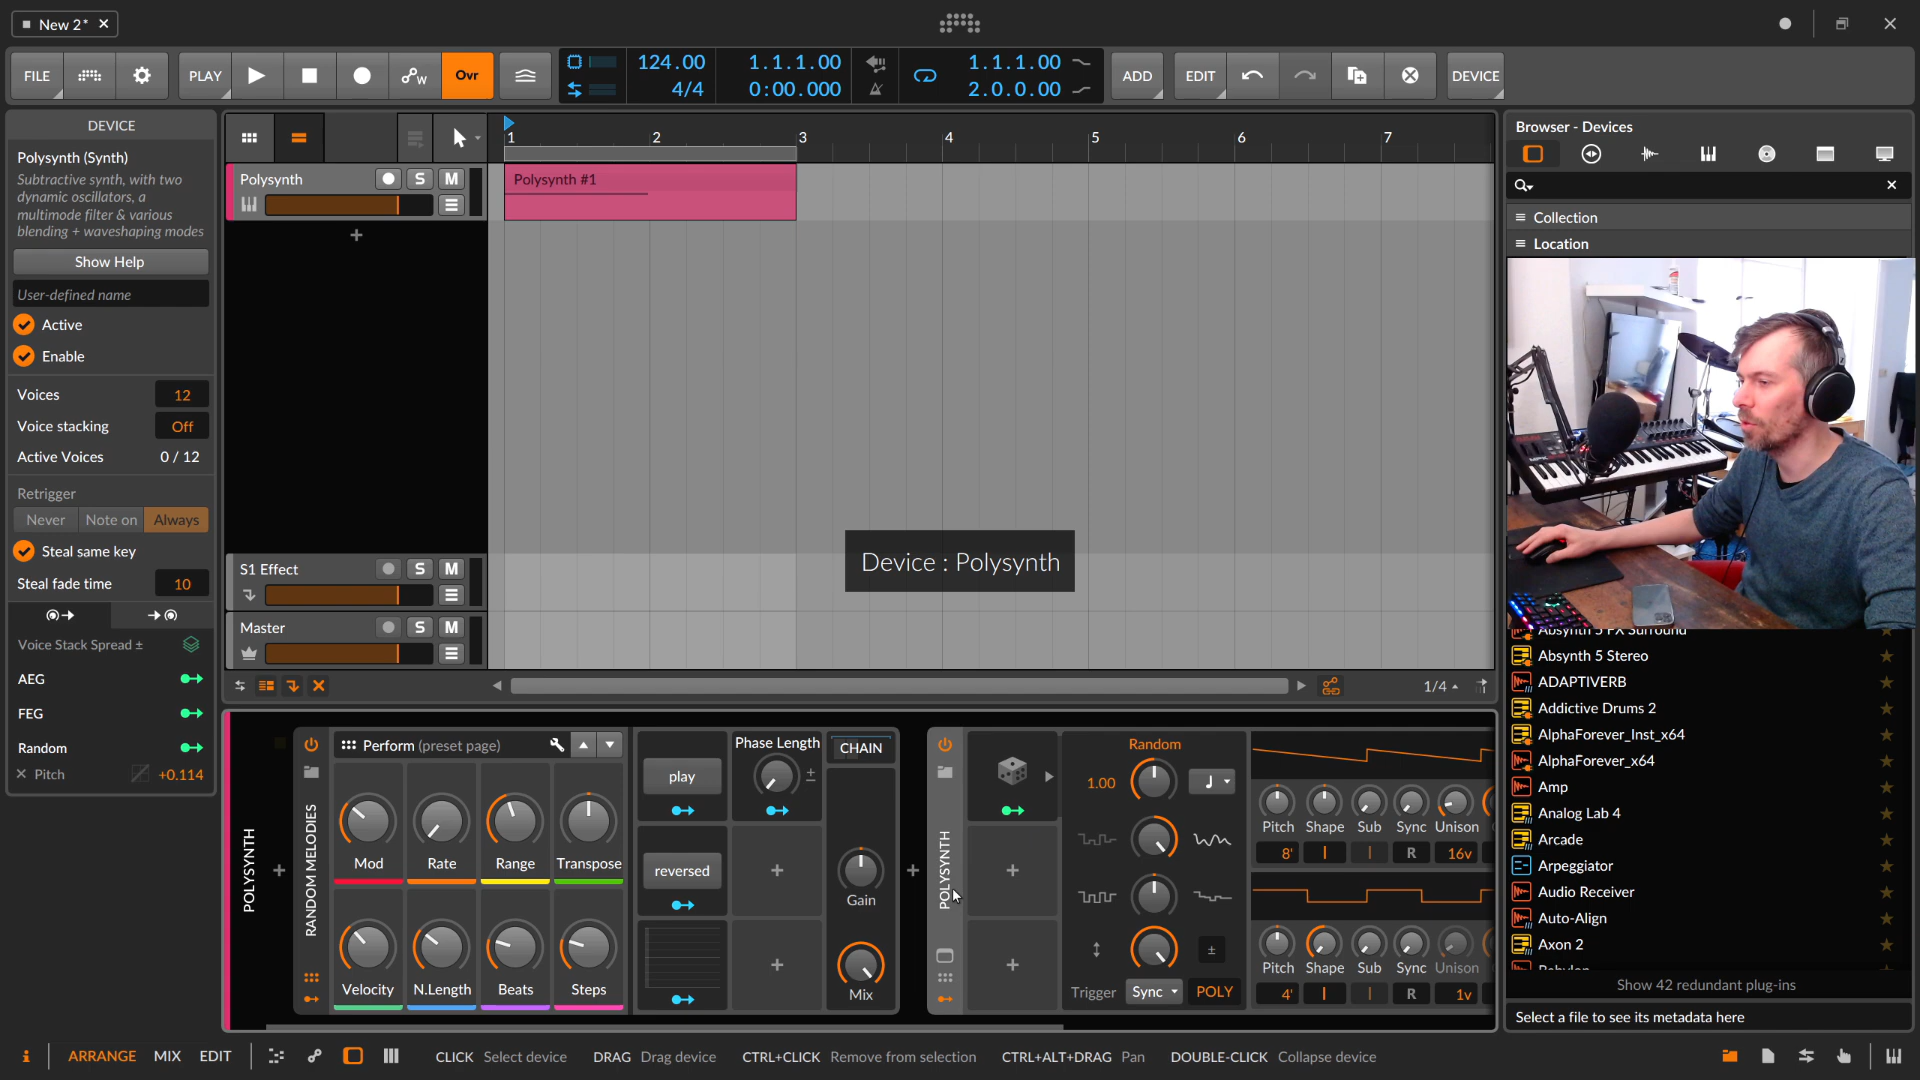 New 2*
FILE
PLAY
Ovr
124.00
4/4
1.1.1.00
0:00.000
1.1.1.00
2.0.0.00
ADD
EDIT
DEVICE
DEVICE
Polysynth (Synth)
Subtractive synth, with two
dynamic oscillators, a
multimode filter & various
blending + waveshaping modes
Show Help
User-defined name
Active
Enable
Voices 12
Voice stacking Off
Active Voices 0 / 12
Retrigger
Never Note on Always
Steal same key
Steal fade time 10
Voice Stack Spread ±
AEG
FEG
Random
Pitch +0.114
1 2 3 4 5 6 7
Polysynth S M
Polysynth #1
S1 Effect S M
Master S M
Device : Polysynth
1/4
POLYSYNTH
RANDOM MELODIES
Perform (preset page)
Mod Rate Range Transpose
Velocity N.Length Beats Steps
play
reversed
Phase Length
±
CHAIN
Gain
Mix
POLYSYNTH
Random
1.00
±
Trigger Sync POLY
Pitch Shape Sub Sync Unison
8' R 16v
Pitch Shape Sub Sync Unison
4' R 1v
Browser - Devices
Collection
Location
Absynth 5 FX Surround
Absynth 5 Stereo
ADAPTIVERB
Addictive Drums 2
AlphaForever_Inst_x64
AlphaForever_x64
Amp
Analog Lab 4
Arcade
Arpeggiator
Audio Receiver
Auto-Align
Axon 2
Babylon
Show 42 redundant plug-ins
Select a file to see its metadata here
i ARRANGE MIX EDIT
CLICK Select device DRAG Drag device CTRL+CLICK Remove from selection CTRL+ALT+DRAG Pan DOUBLE-CLICK Collapse device